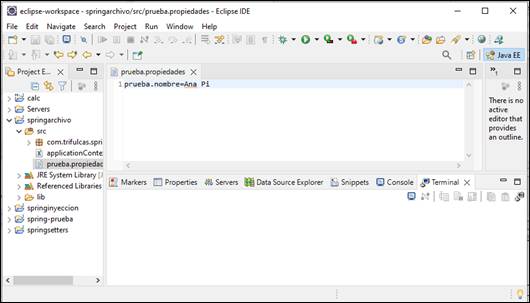 eclipse-workspace - springarchivo/src/prueba.propiedades - Eclipse IDE
File Edit Source Navigate Search Project Run Window Help
Java EE
Project E...
calc
Servers
springarchivo
src
com.trifulcas.spri
applicationConte
prueba.propiedad
JRE System Library [J
Referenced Libraries
lib
springinyeccion
spring-prueba
springsetters
prueba.propiedades
1 prueba.nombre=Ana Pi
There is no
active
editor that
provides an
outline.
Markers Properties Servers Data Source Explorer Snippets Console Terminal